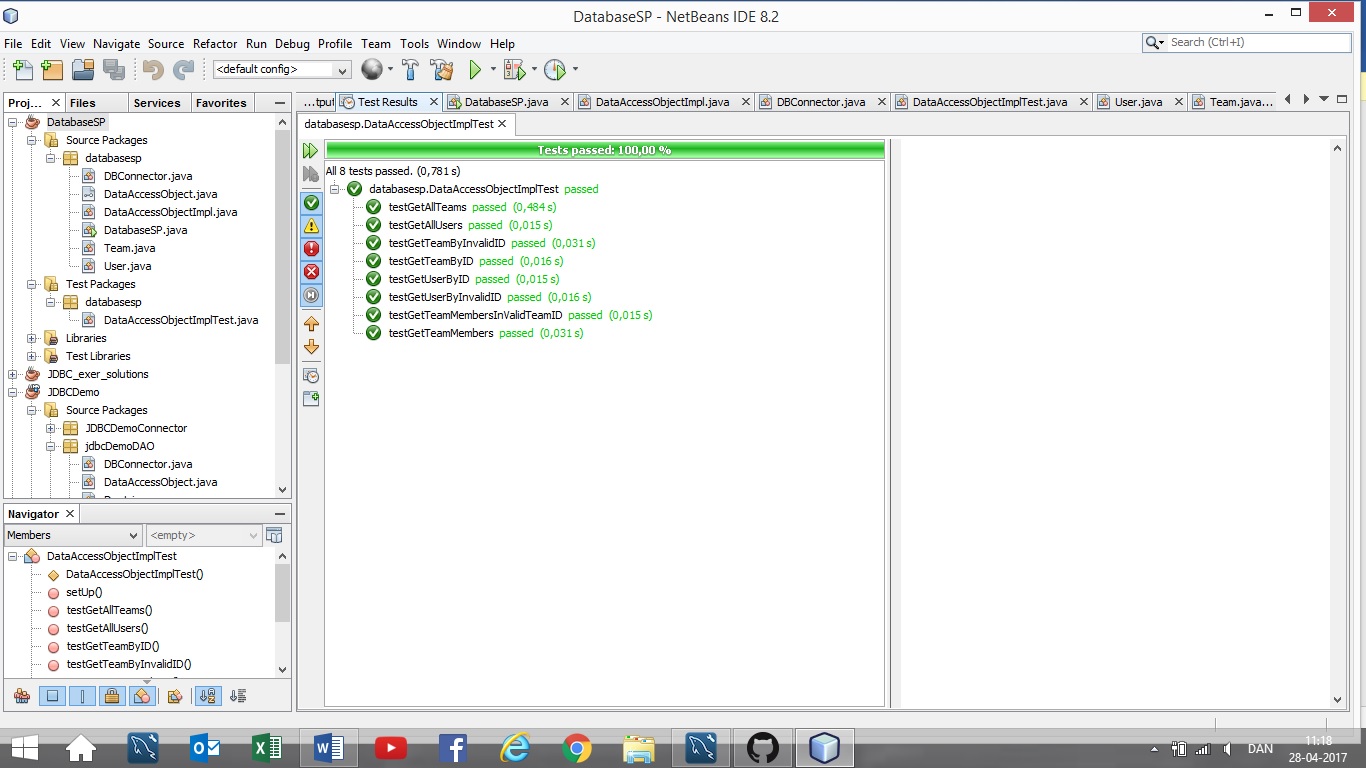 DatabaseSP - NetBeans IDE 8.2
File Edit View Navigate Source Refactor Run Debug Profile Team Tools Window Help
Search (Ctrl+I)
<default config>
Proj... Files Services Favorites
DatabaseSP
Source Packages
databasesp
DBConnector.java
DataAccessObject.java
DataAccessObjectImpl.java
DatabaseSP.java
Team.java
User.java
Test Packages
databasesp
DataAccessObjectImplTest.java
Libraries
Test Libraries
JDBC_exer_solutions
JDBCDemo
Source Packages
JDBCDemoConnector
jdbcDemoDAO
DBConnector.java
DataAccessObject.java
Navigator
Members
<empty>
DataAccessObjectImplTest
DataAccessObjectImplTest()
setUp()
testGetAllTeams()
testGetAllUsers()
testGetTeamByID()
testGetTeamByInvalidID()
...tput Test Results DatabaseSP.java DataAccessObjectImpl.java DBConnector.java DataAccessObjectImplTest.java User.java Team.java...
databasesp.DataAccessObjectImplTest
Tests passed: 100,00 %
All 8 tests passed. (0,781 s)
databasesp.DataAccessObjectImplTest passed
testGetAllTeams passed (0,484 s)
testGetAllUsers passed (0,015 s)
testGetTeamByInvalidID passed (0,031 s)
testGetTeamByID passed (0,016 s)
testGetUserByID passed (0,015 s)
testGetUserByInvalidID passed (0,016 s)
testGetTeamMembersInValidTeamID passed (0,015 s)
testGetTeamMembers passed (0,031 s)
DAN
11:18
28-04-2017